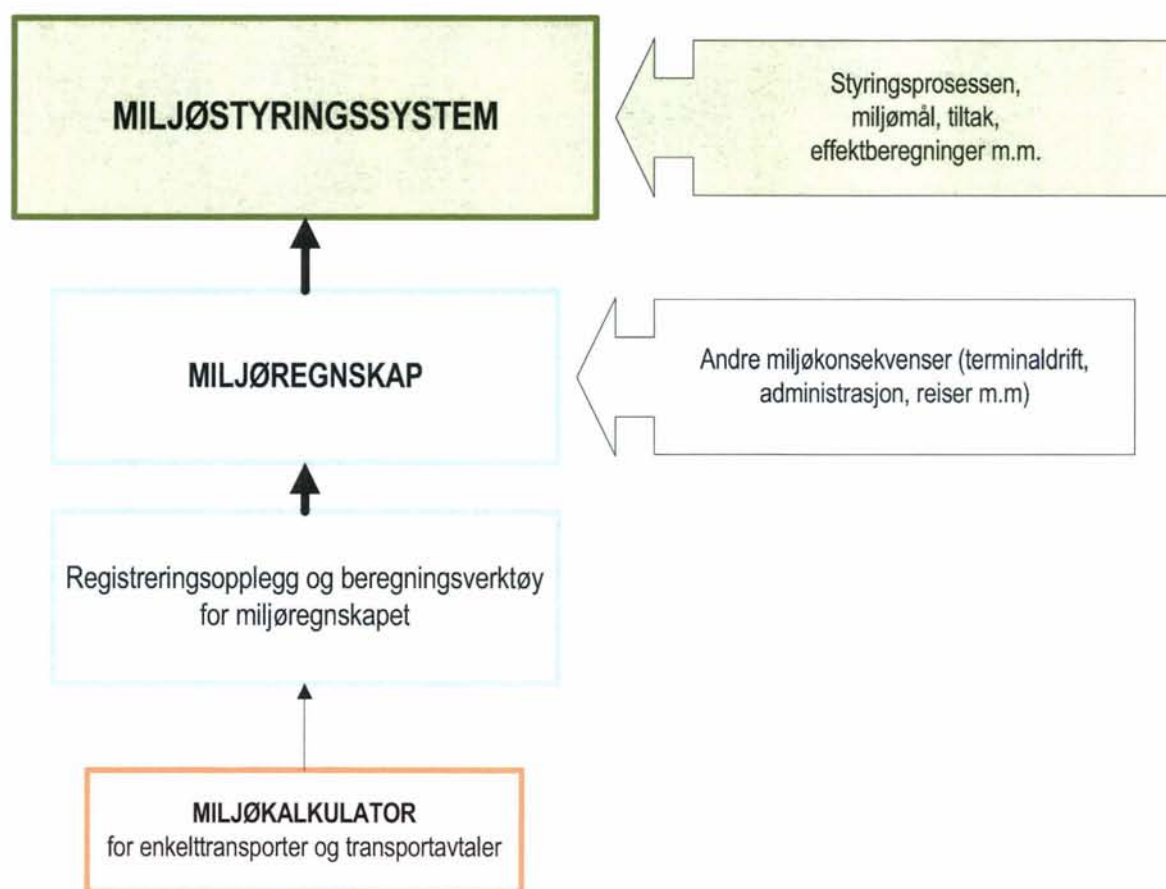 MILJØSTYRINGSSYSTEM
Styringsprosessen,
miljømål, tiltak,
effektberegninger m.m.
MILJØREGNSKAP
Andre miljøkonsekvenser (terminaldrift,
administrasjon, reiser m.m)
Registreringsopplegg og beregningsverktøy
for miljøregnskapet
MILJØKALKULATOR
for enkelttransporter og transportavtaler